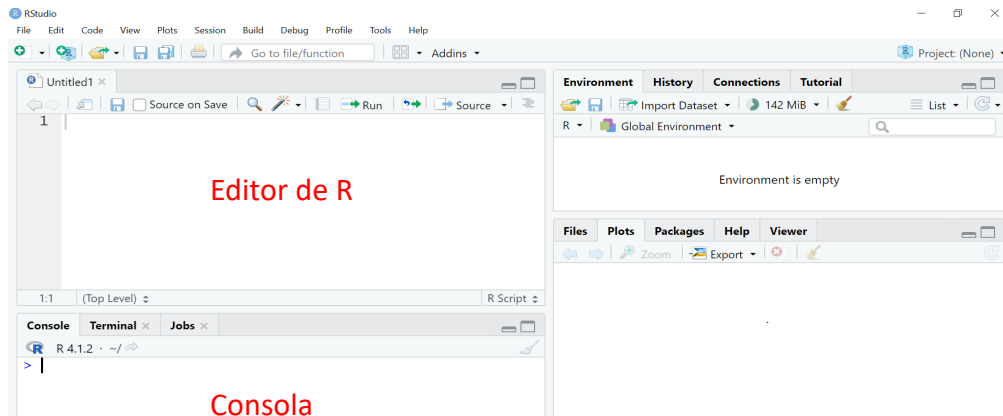 RStudio
File Edit Code View Plots Session Build Debug Profile Tools Help
Go to file/function Addins Project: (None)
Untitled1
Source on Save Run Source
1
Editor de R
1:1 (Top Level) R Script
Console Terminal Jobs
R 4.1.2 · ~/
>
Consola
Environment History Connections Tutorial
Import Dataset 142 MiB List
R Global Environment
Environment is empty
Files Plots Packages Help Viewer
Zoom Export